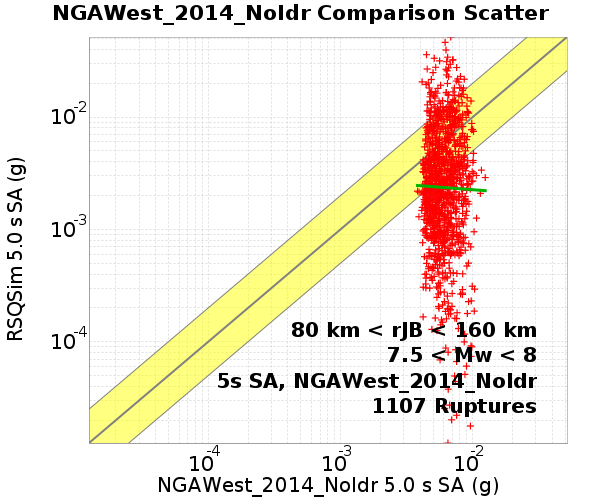 NGAWest_2014_NoIdr Comparison Scatter
RSQSim 5.0 s SA (g)
10-2
10-3
10-4
80 km < rJB < 160 km
7.5 < Mw < 8
5s SA, NGAWest_2014_NoIdr
1107 Ruptures
10-4 10-3 10-2
NGAWest_2014_NoIdr 5.0 s SA (g)